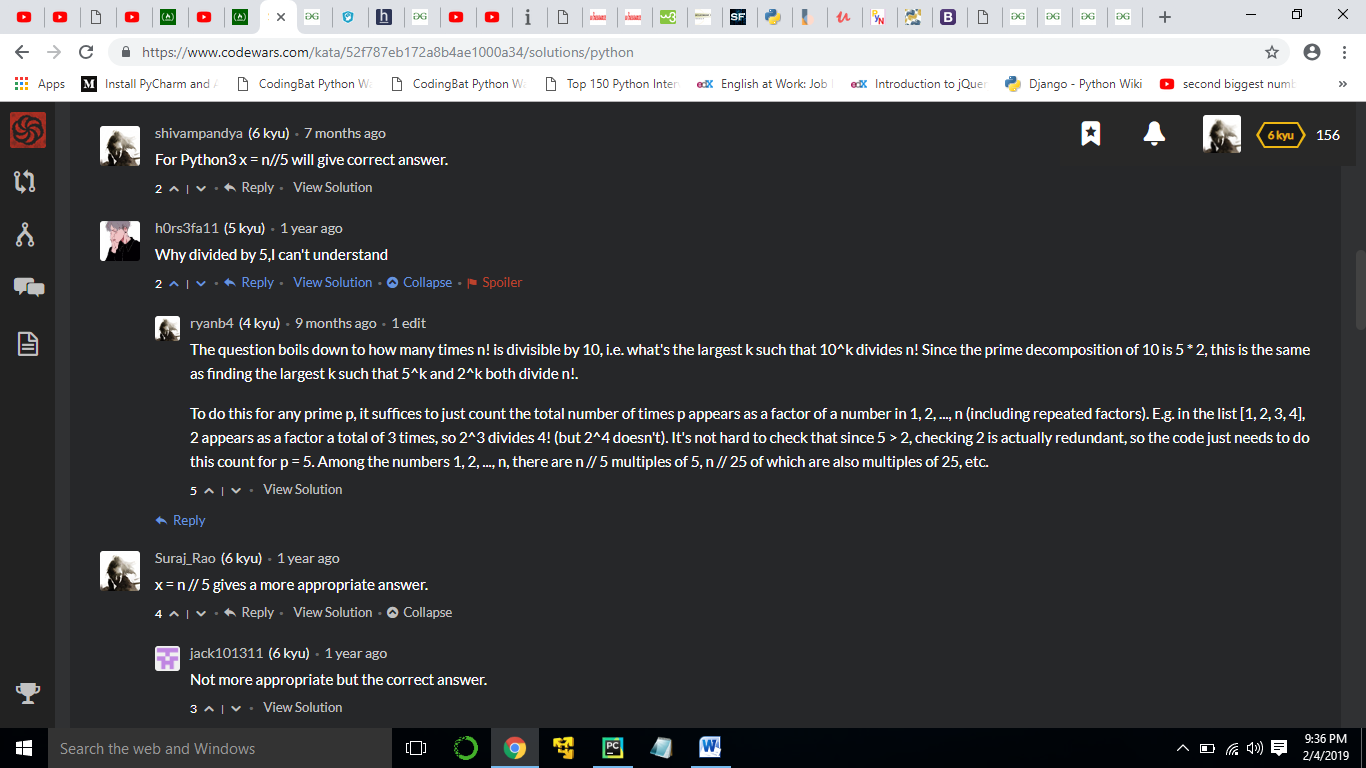 https://www.codewars.com/kata/52f787eb172a8b4ae1000a34/solutions/python
Apps M Install PyCharm and CodingBat Python CodingBat Python Top 150 Python Inter edX English at Work: Job edX Introduction to jQuer Django - Python Wiki second biggest numb »
6 kyu 156
shivampandya (6 kyu) • 7 months ago
For Python3 x = n//5 will give correct answer.
2 | • Reply • View Solution
h0rs3fa11 (5 kyu) • 1 year ago
Why divided by 5,I can't understand
2 | • Reply • View Solution • Collapse • Spoiler
ryanb4 (4 kyu) • 9 months ago • 1 edit
The question boils down to how many times n! is divisible by 10, i.e. what's the largest k such that 10^k divides n! Since the prime decomposition of 10 is 5 * 2, this is the same
as finding the largest k such that 5^k and 2^k both divide n!.
To do this for any prime p, it suffices to just count the total number of times p appears as a factor of a number in 1, 2, ..., n (including repeated factors). E.g. in the list [1, 2, 3, 4],
2 appears as a factor a total of 3 times, so 2^3 divides 4! (but 2^4 doesn't). It's not hard to check that since 5 > 2, checking 2 is actually redundant, so the code just needs to do
this count for p = 5. Among the numbers 1, 2, ..., n, there are n // 5 multiples of 5, n // 25 of which are also multiples of 25, etc.
5 | • View Solution
Reply
Suraj_Rao (6 kyu) • 1 year ago
x = n // 5 gives a more appropriate answer.
4 | • Reply • View Solution • Collapse
jack101311 (6 kyu) • 1 year ago
Not more appropriate but the correct answer.
3 | • View Solution
Search the web and Windows
9:36 PM
2/4/2019